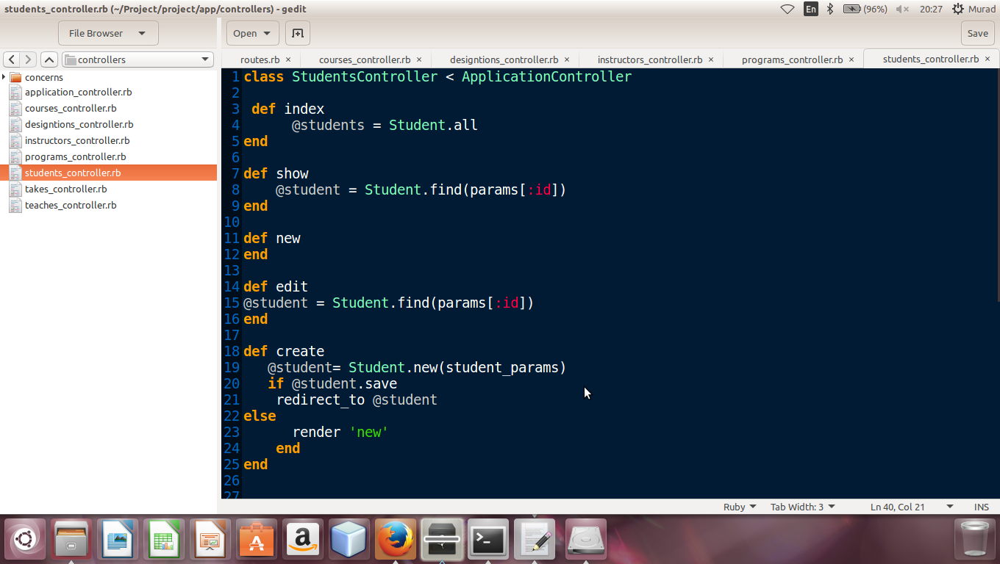 students_controller.rb (~/Project/project/app/controllers) - gedit
En
(96%)
20:27
Murad
File Browser
Open
Save
controllers
routes.rb ×
courses_controller.rb ×
designtions_controller.rb ×
instructors_controller.rb ×
programs_controller.rb ×
students_controller.rb ×
concerns
application_controller.rb
courses_controller.rb
designtions_controller.rb
instructors_controller.rb
programs_controller.rb
students_controller.rb
takes_controller.rb
teaches_controller.rb
1 class StudentsController < ApplicationController
2
3  def index
4       @students = Student.all
5 end
6
7 def show
8     @student = Student.find(params[:id])
9 end
10
11 def new
12 end
13
14 def edit
15 @student = Student.find(params[:id])
16 end
17
18 def create
19    @student= Student.new(student_params)
20    if @student.save
21     redirect_to @student
22 else
23       render 'new'
24     end
25 end
26
27
Ruby
Tab Width: 3
Ln 40, Col 21
INS
a